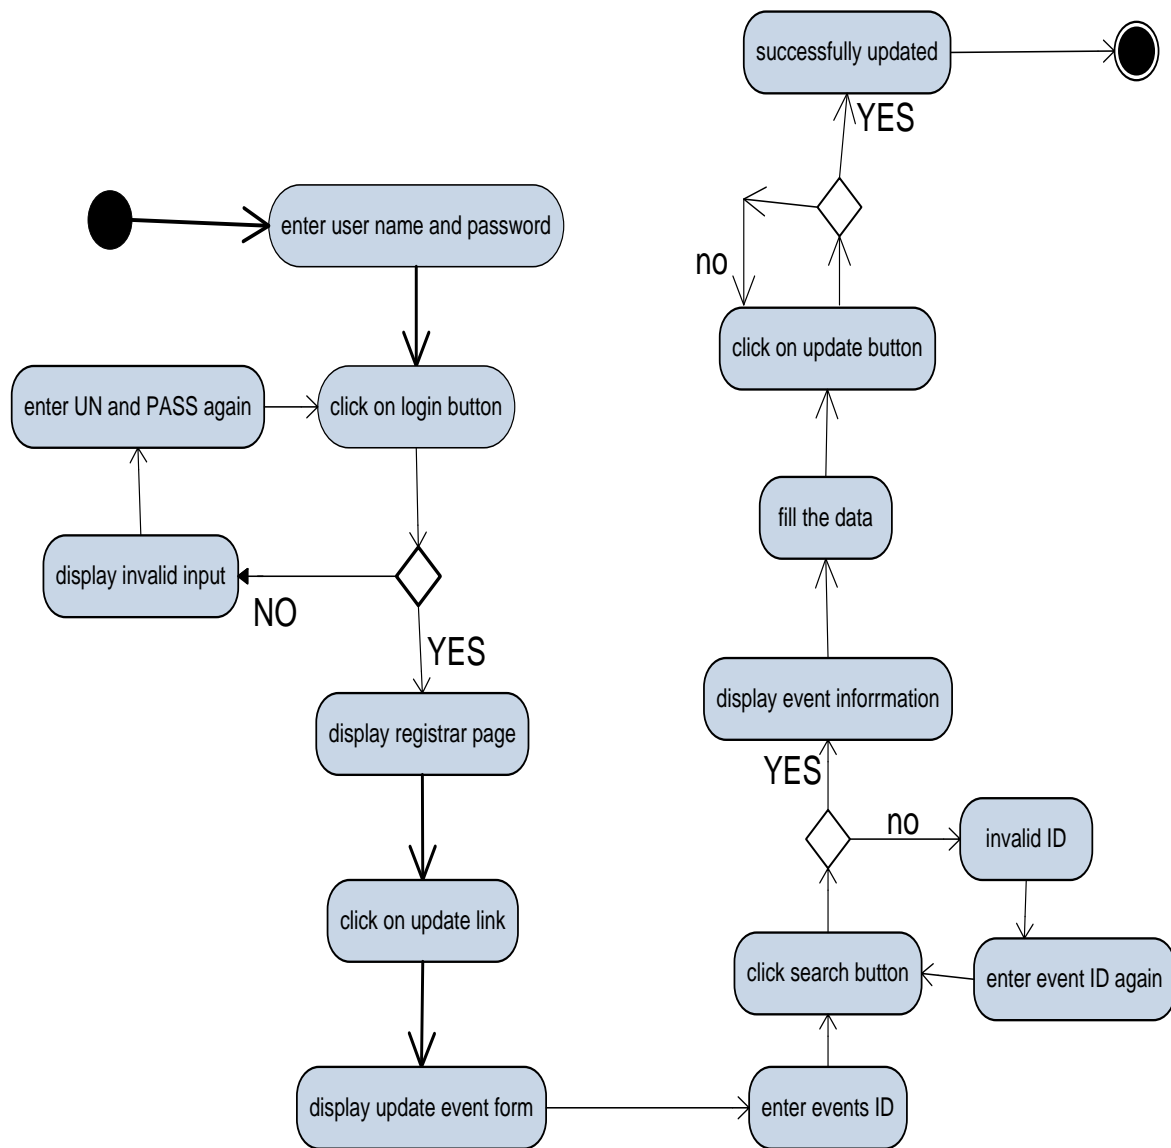 successfully updated
YES
enter user name and password
no
click on update button
enter UN and PASS again
click on login button
fill the data
display invalid input
NO
YES
display event inforrmation
display registrar page
YES
no
invalid ID
click on update link
click search button
enter event ID again
display update event form
enter events ID